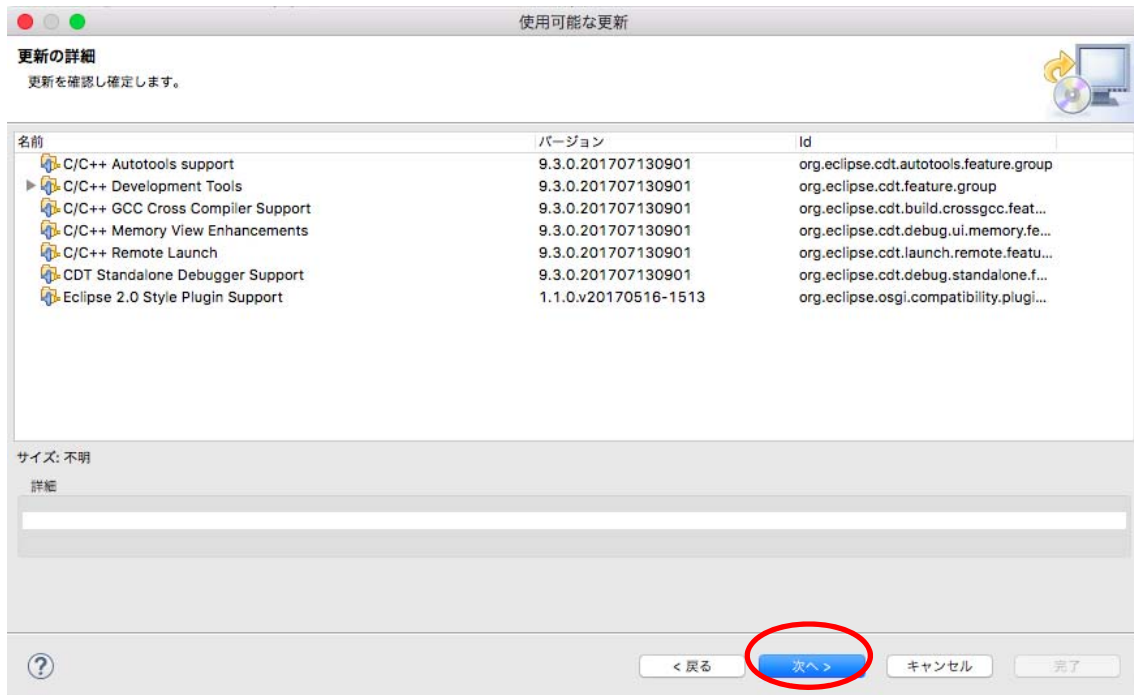 使用可能な更新
更新の詳細
更新を確認し確定します。
名前 バージョン Id
C/C++ Autotools support 9.3.0.201707130901 org.eclipse.cdt.autotools.feature.group
C/C++ Development Tools 9.3.0.201707130901 org.eclipse.cdt.feature.group
C/C++ GCC Cross Compiler Support 9.3.0.201707130901 org.eclipse.cdt.build.crossgcc.feat...
C/C++ Memory View Enhancements 9.3.0.201707130901 org.eclipse.cdt.debug.ui.memory.fe...
C/C++ Remote Launch 9.3.0.201707130901 org.eclipse.cdt.launch.remote.featu...
CDT Standalone Debugger Support 9.3.0.201707130901 org.eclipse.cdt.debug.standalone.f...
Eclipse 2.0 Style Plugin Support 1.1.0.v20170516-1513 org.eclipse.osgi.compatibility.plugi...
サイズ: 不明
詳細
? < 戻る 次へ > キャンセル 完了